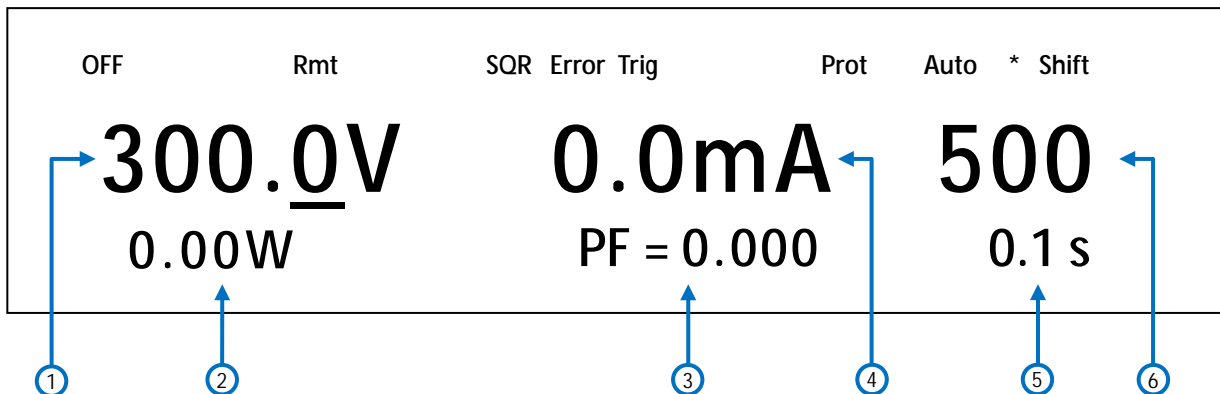 OFF Rmt SQR Error Trig Prot Auto * Shift
300.0V 0.0mA 500
0.00W PF = 0.000 0.1 s
1 2 3 4 5 6